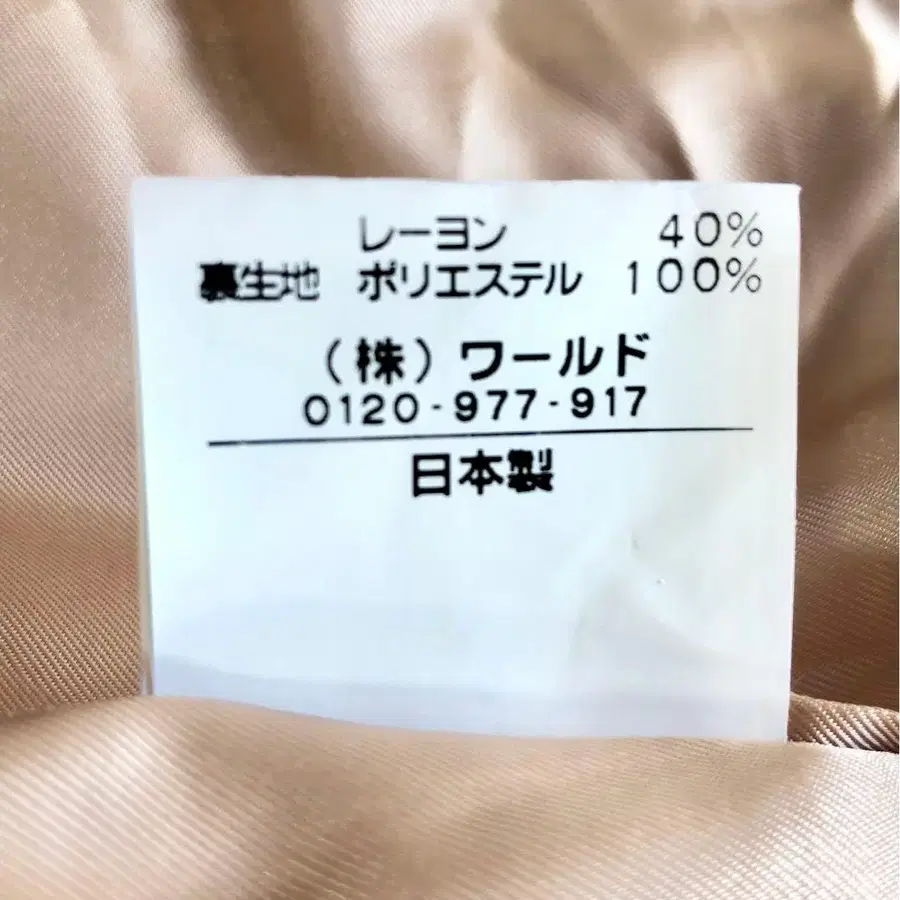 レーヨン 40%
裏生地 ポリエステル 100%
(株)ワールド
0120-977-917
日本製